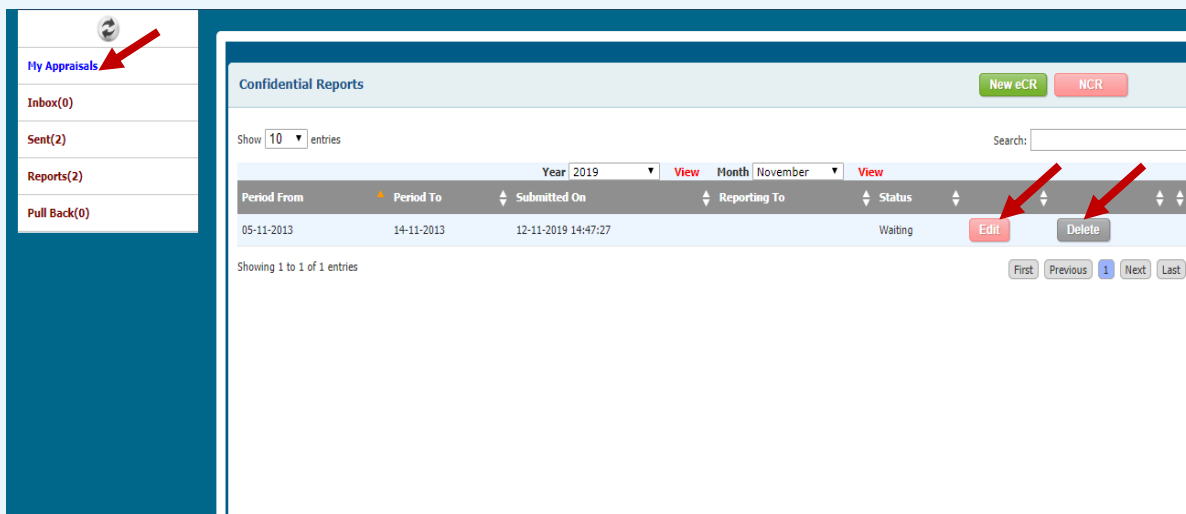 My Appraisals
Inbox(0)
Sent(2)
Reports(2)
Pull Back(0)
Confidential Reports New eCR NCR
Show 10 entries Search:
Year 2019 View Month November View
Period From Period To Submitted On Reporting To Status
05-11-2013 14-11-2013 12-11-2019 14:47:27 Waiting Edit Delete
Showing 1 to 1 of 1 entries First Previous 1 Next Last